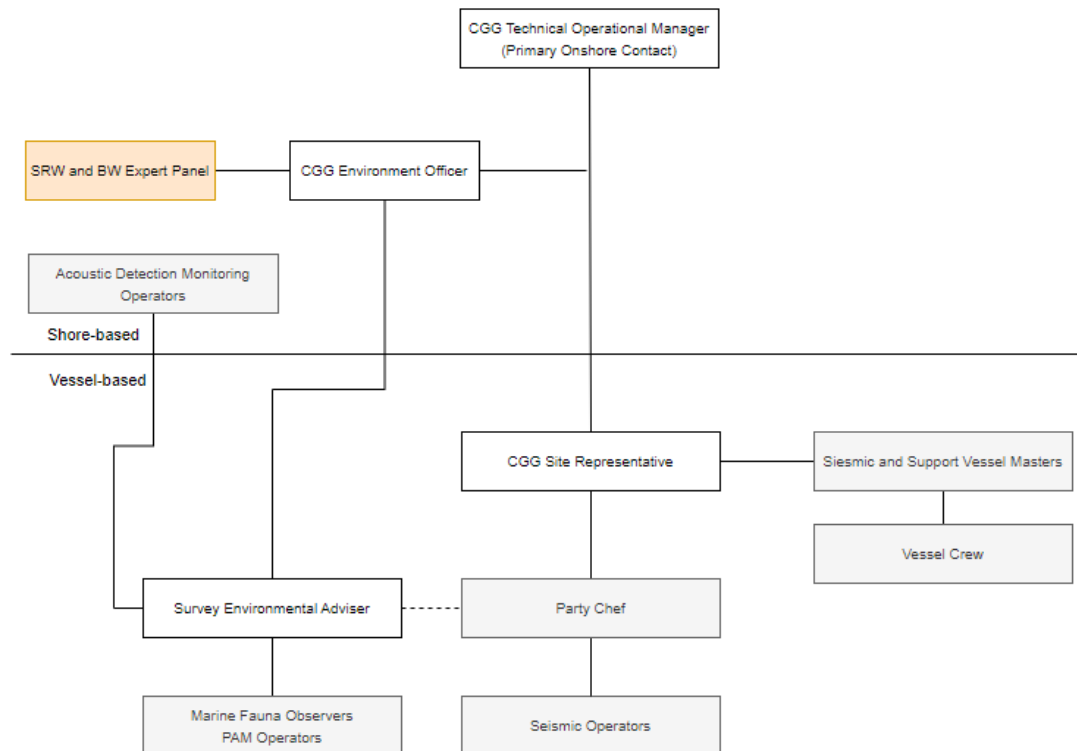 CGG Technical Operational Manager
(Primary Onshore Contact)
SRW and BW Expert Panel
CGG Environment Officer
Acoustic Detection Monitoring
Operators
Shore-based
Vessel-based
CGG Site Representative
Siesmic and Support Vessel Masters
Vessel Crew
Survey Environmental Adviser
Party Chef
Marine Fauna Observers
PAM Operators
Seismic Operators